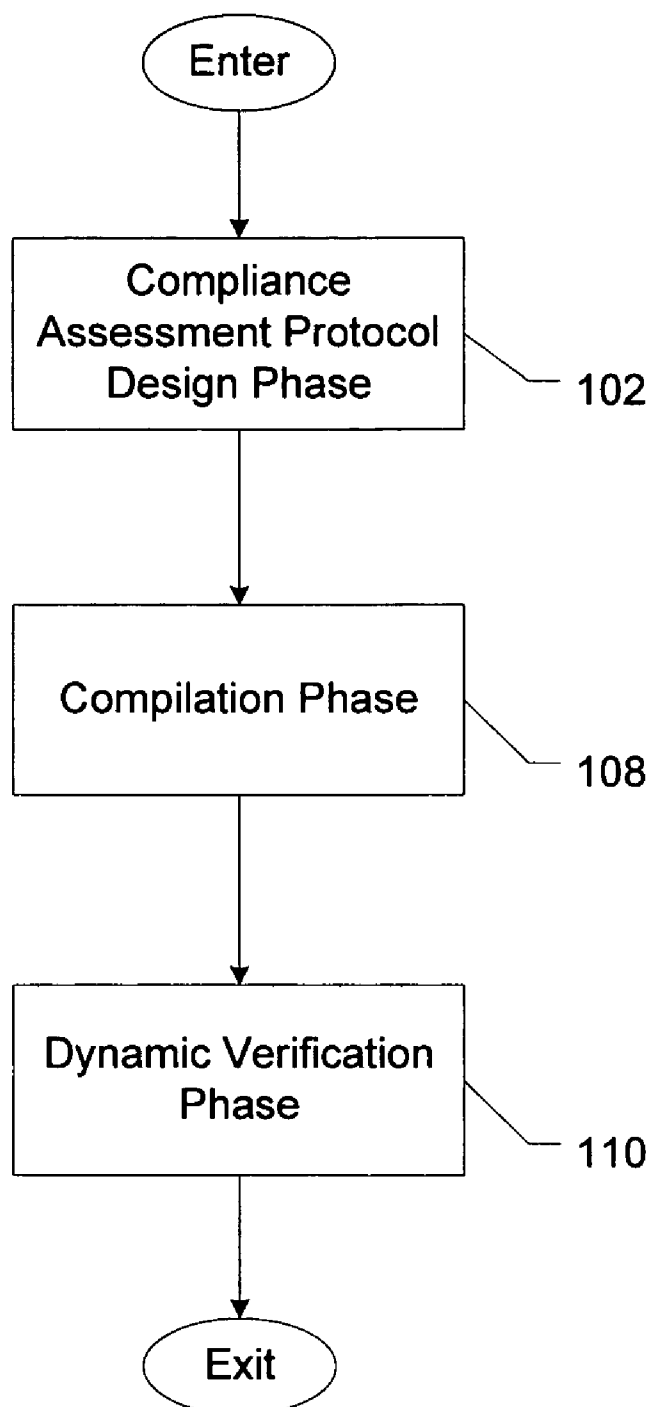 Enter
Compliance
Assessment Protocol
Design Phase
102
Compilation Phase
108
Dynamic Verification
Phase
110
Exit